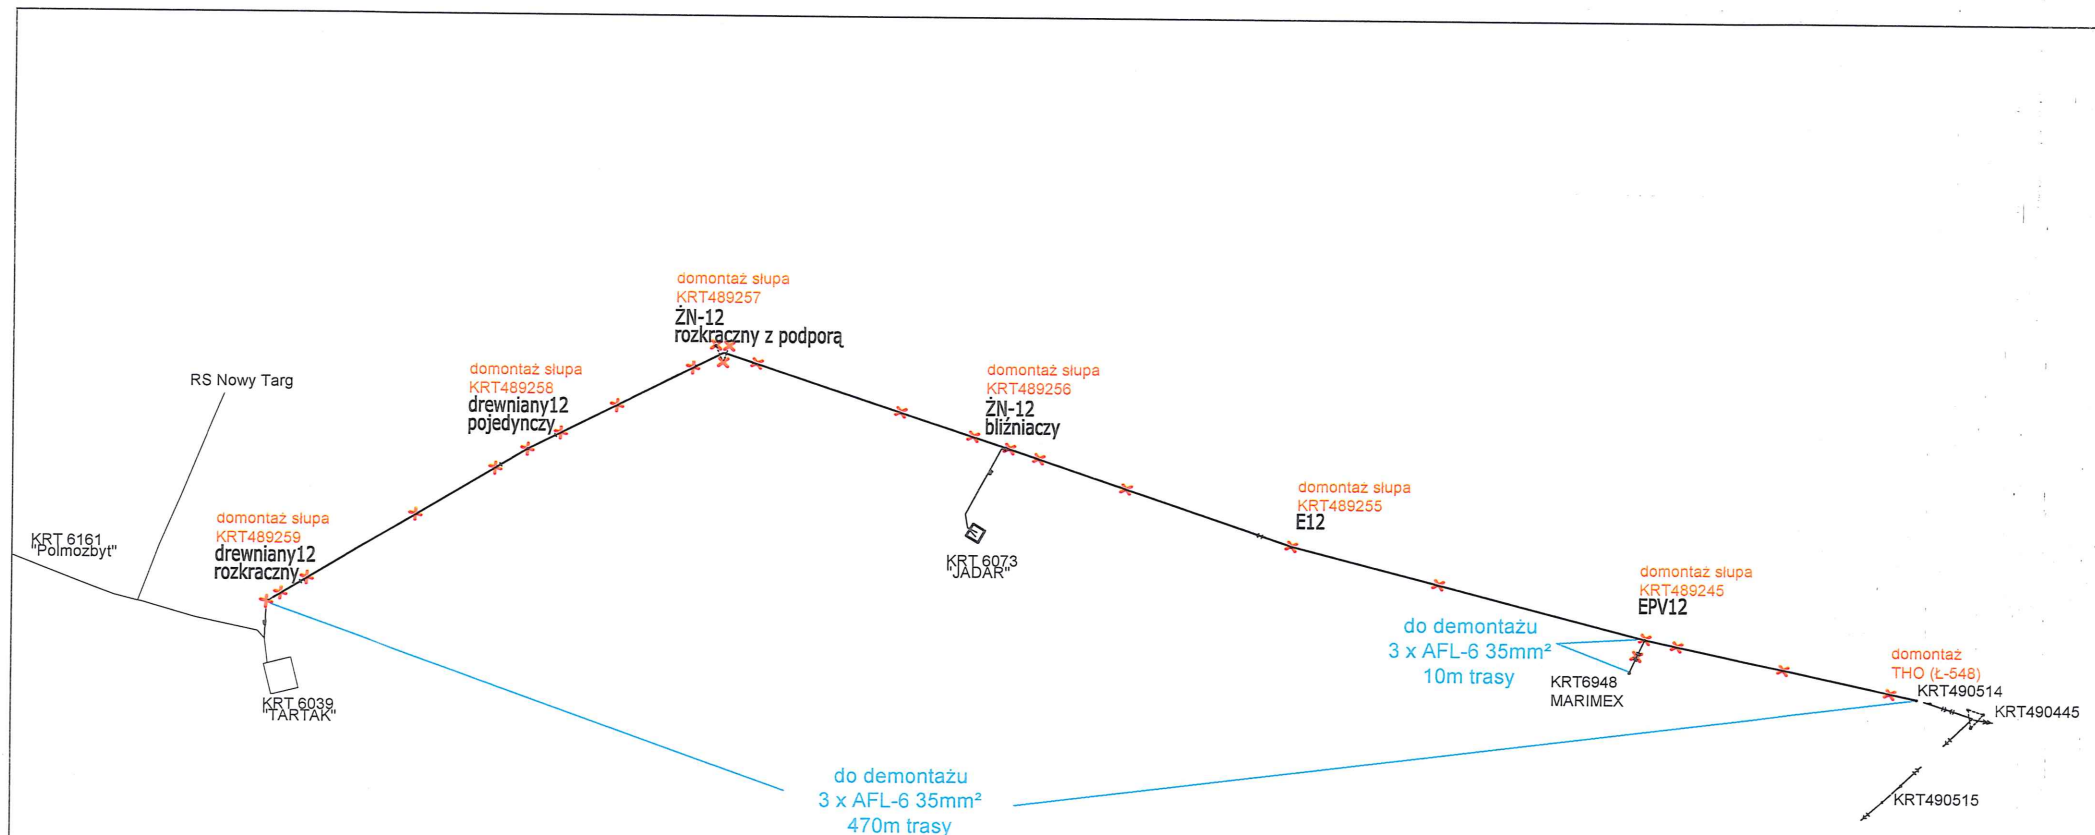 domontaż słupa
KRT489257
ŻN-12
rozkraczny z podporą
RS Nowy Targ
domontaż słupa
KRT489258
drewniany12
pojedynczy
domontaż słupa
KRT489256
ŻN-12
bliźniaczy
domontaż słupa
KRT489255
E12
domontaż słupa
KRT489259
drewniany12
rozkraczny
KRT 6161
"Polmozbyt"
KRT 6073
"JADAR"
domontaż słupa
KRT489245
EPV12
do demontażu
3 x AFL-6 35mm²
10m trasy
KRT6948
MARIMEX
domontaż
THO (Ł-548)
KRT490514
KRT490445
KRT 6039
"TARTAK"
do demontażu
3 x AFL-6 35mm²
470m trasy
KRT490515